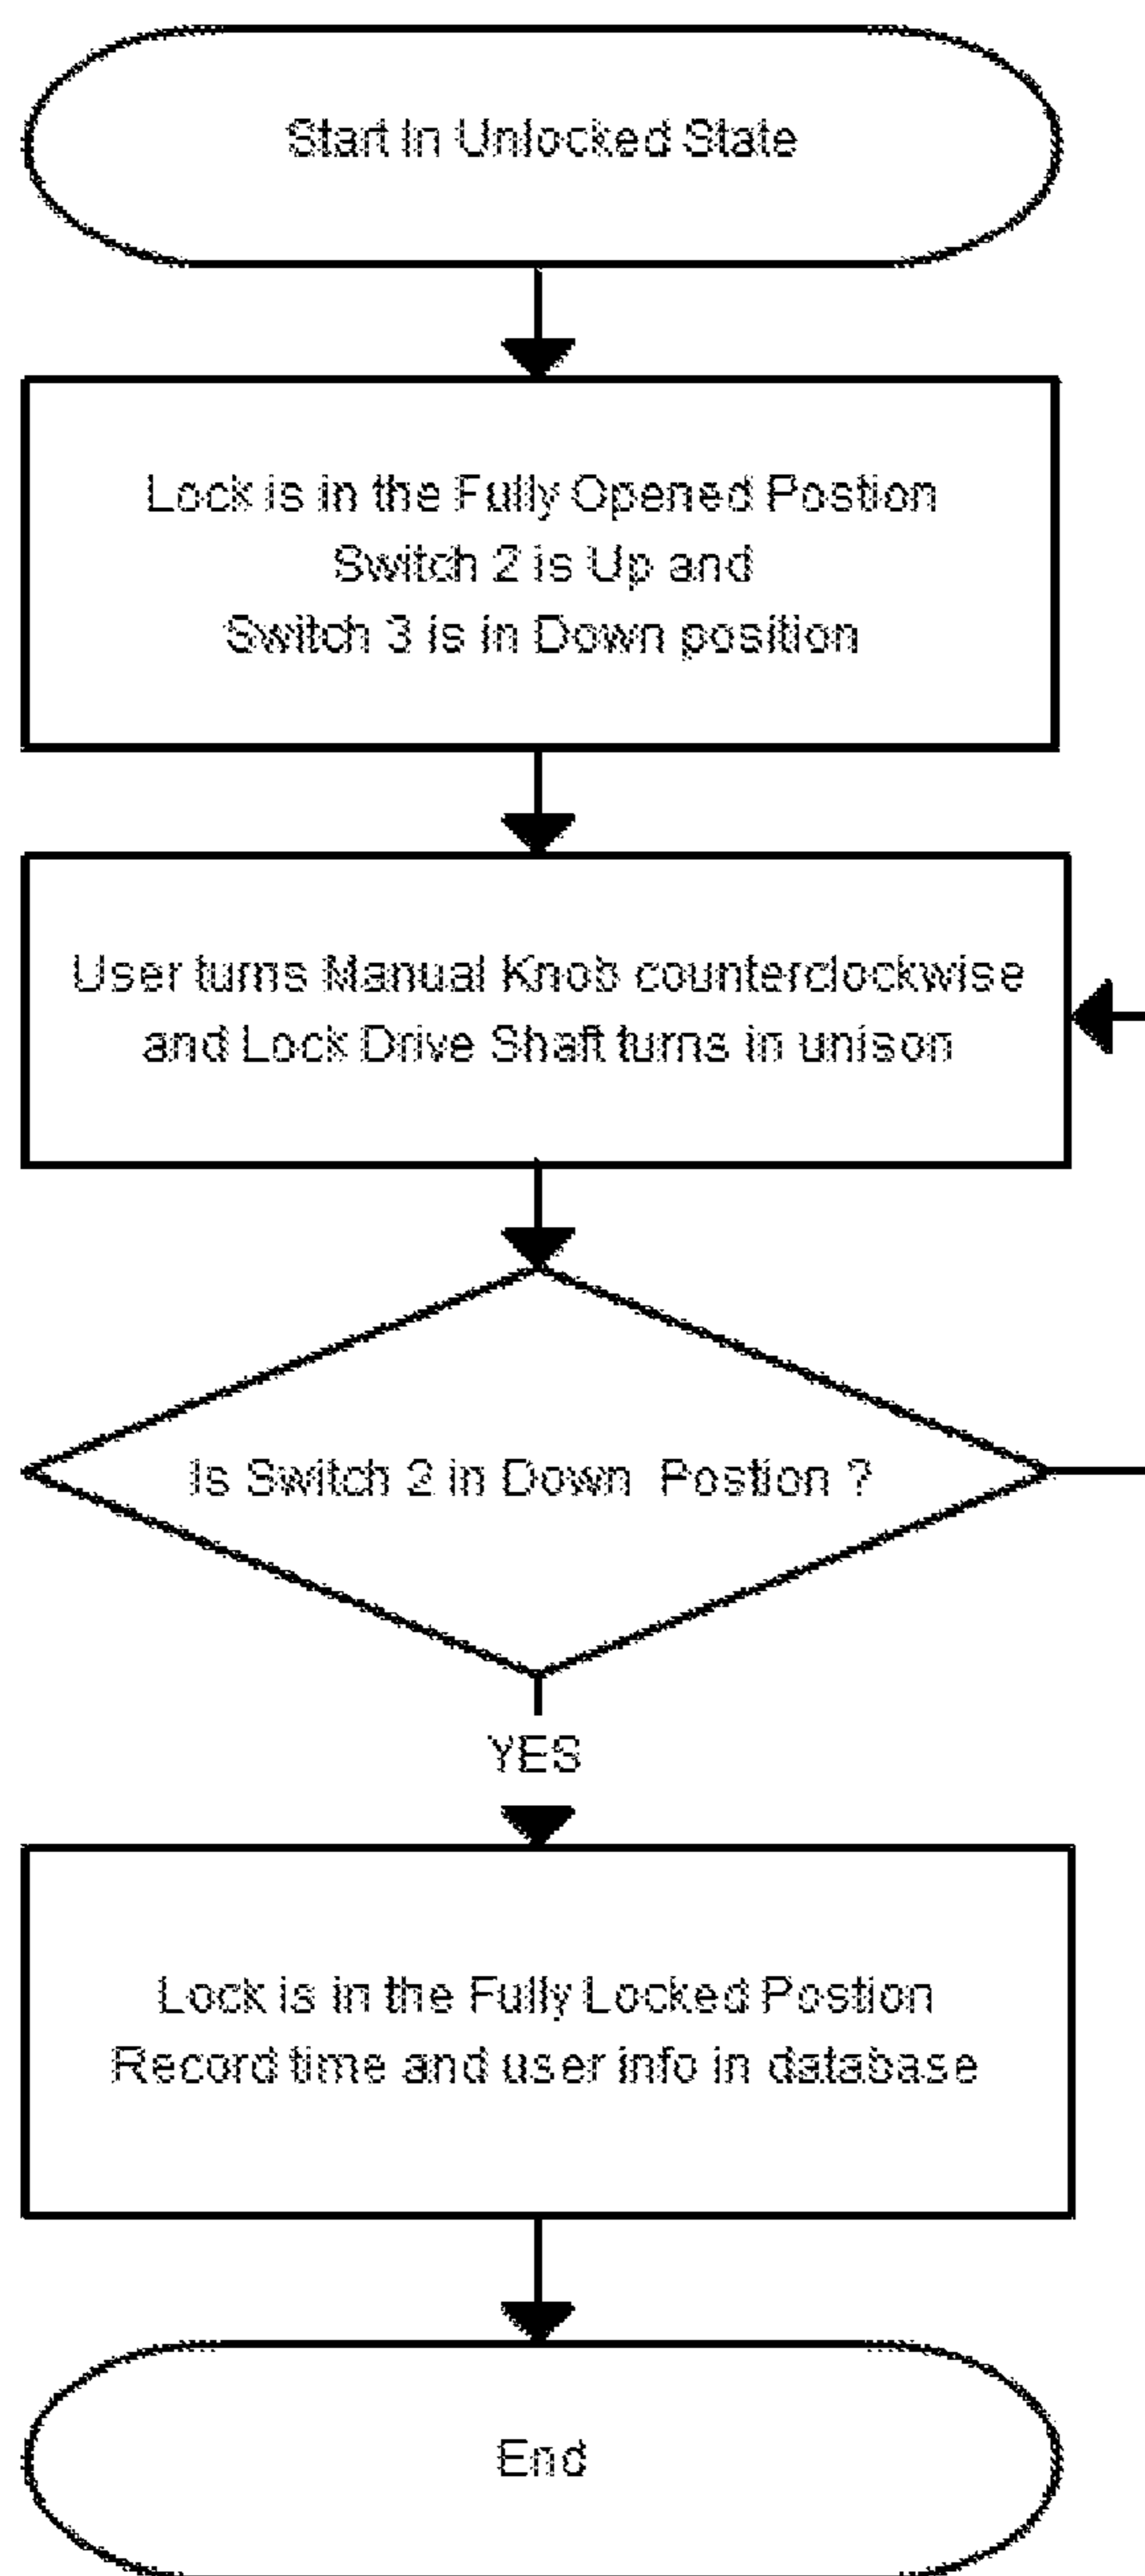 Start In Unlocked State
Lock is in the Fully Opened Postion
Switch 2 is Up and
Switch 3 is in Down position
User turns Manual Knob counterclockwise
and Lock Drive Shaft turns in unison
Is Switch 2 in Down Postion ?
YES
Lock is in the Fully Locked Postion
Record time and user info in database
End